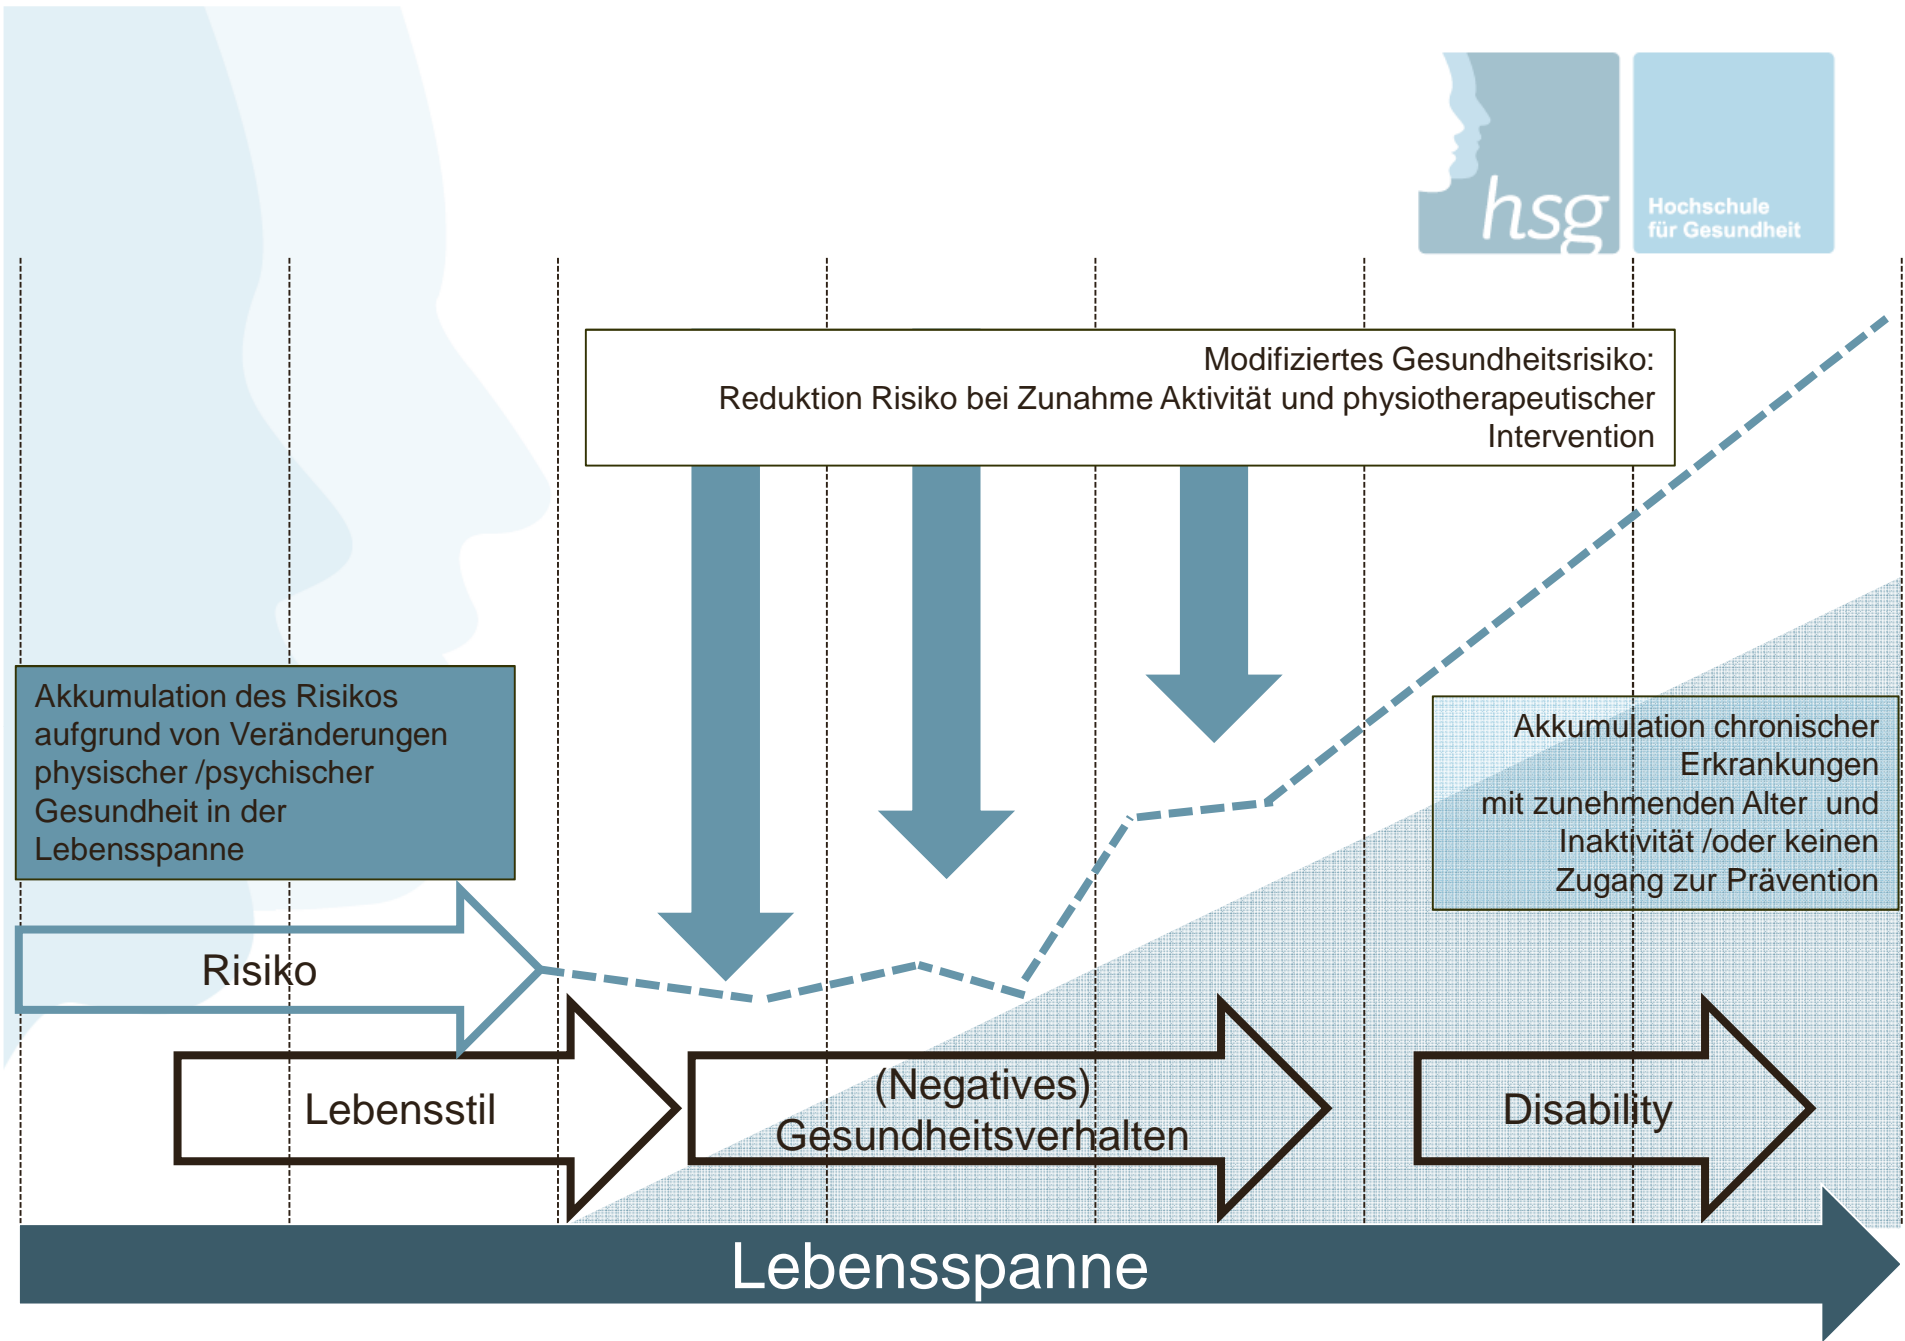 hsg
Hochschule
für Gesundheit
Modifiziertes Gesundheitsrisiko:
Reduktion Risiko bei Zunahme Aktivität und physiotherapeutischer
Intervention
Akkumulation des Risikos
aufgrund von Veränderungen
physischer /psychischer
Gesundheit in der
Lebensspanne
Akkumulation chronischer
Erkrankungen
mit zunehmenden Alter und
Inaktivität /oder keinen
Zugang zur Prävention
Risiko
Lebensstil
(Negatives)
Gesundheitsverhalten
Disability
Lebensspanne